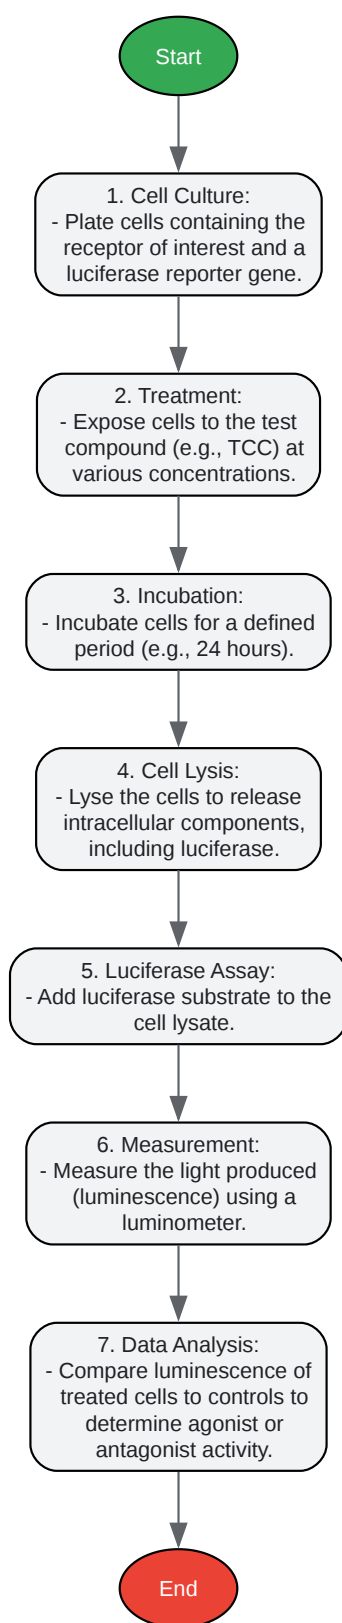 Start
1. Cell Culture:
- Plate cells containing the
receptor of interest and a
luciferase reporter gene.
2. Treatment:
- Expose cells to the test
compound (e.g., TCC) at
various concentrations.
3. Incubation:
- Incubate cells for a defined
period (e.g., 24 hours).
4. Cell Lysis:
- Lyse the cells to release
intracellular components,
including luciferase.
5. Luciferase Assay:
- Add luciferase substrate to the
cell lysate.
6. Measurement:
- Measure the light produced
(luminescence) using a
luminometer.
7. Data Analysis:
- Compare luminescence of
treated cells to controls to
determine agonist or
antagonist activity.
End